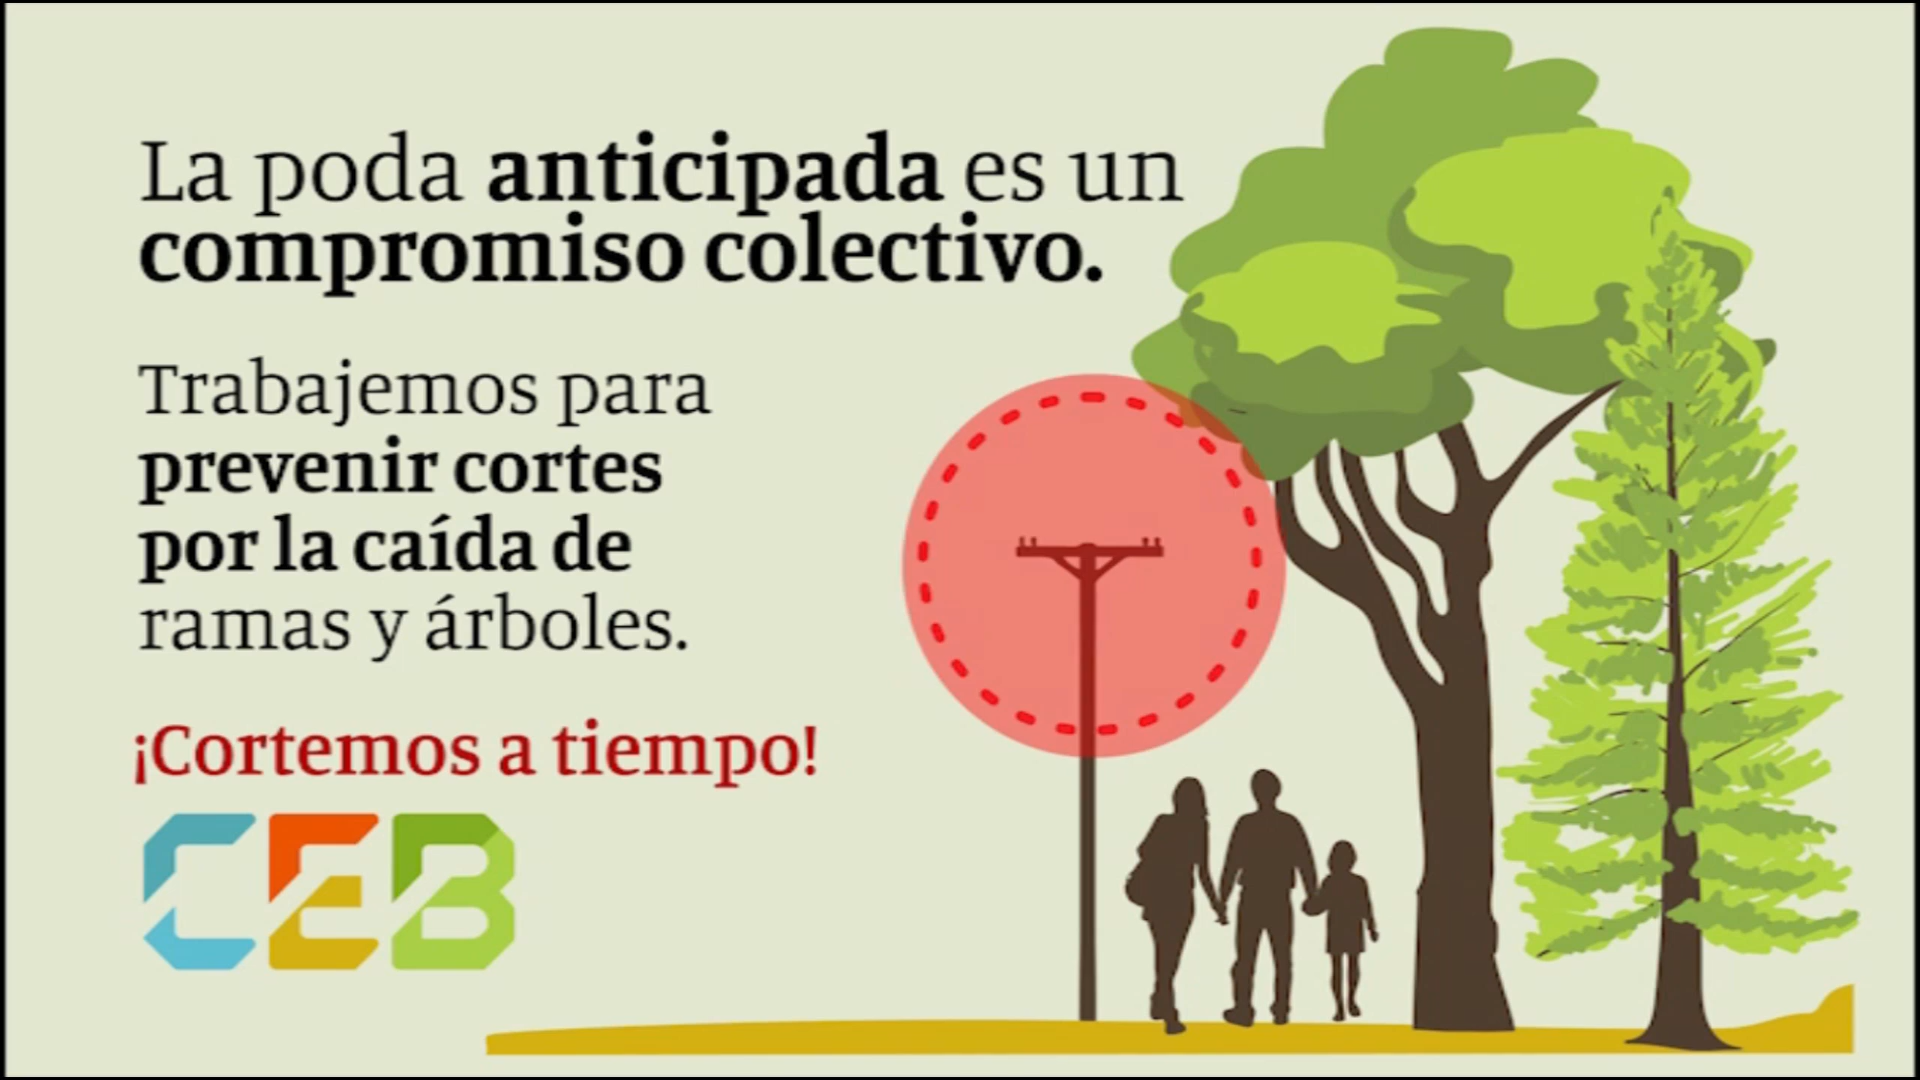 La poda anticipada es un
compromiso colectivo.
Trabajemos para
prevenir cortes
por la caída de
ramas y árboles.
¡Cortemos a tiempo!
CEB